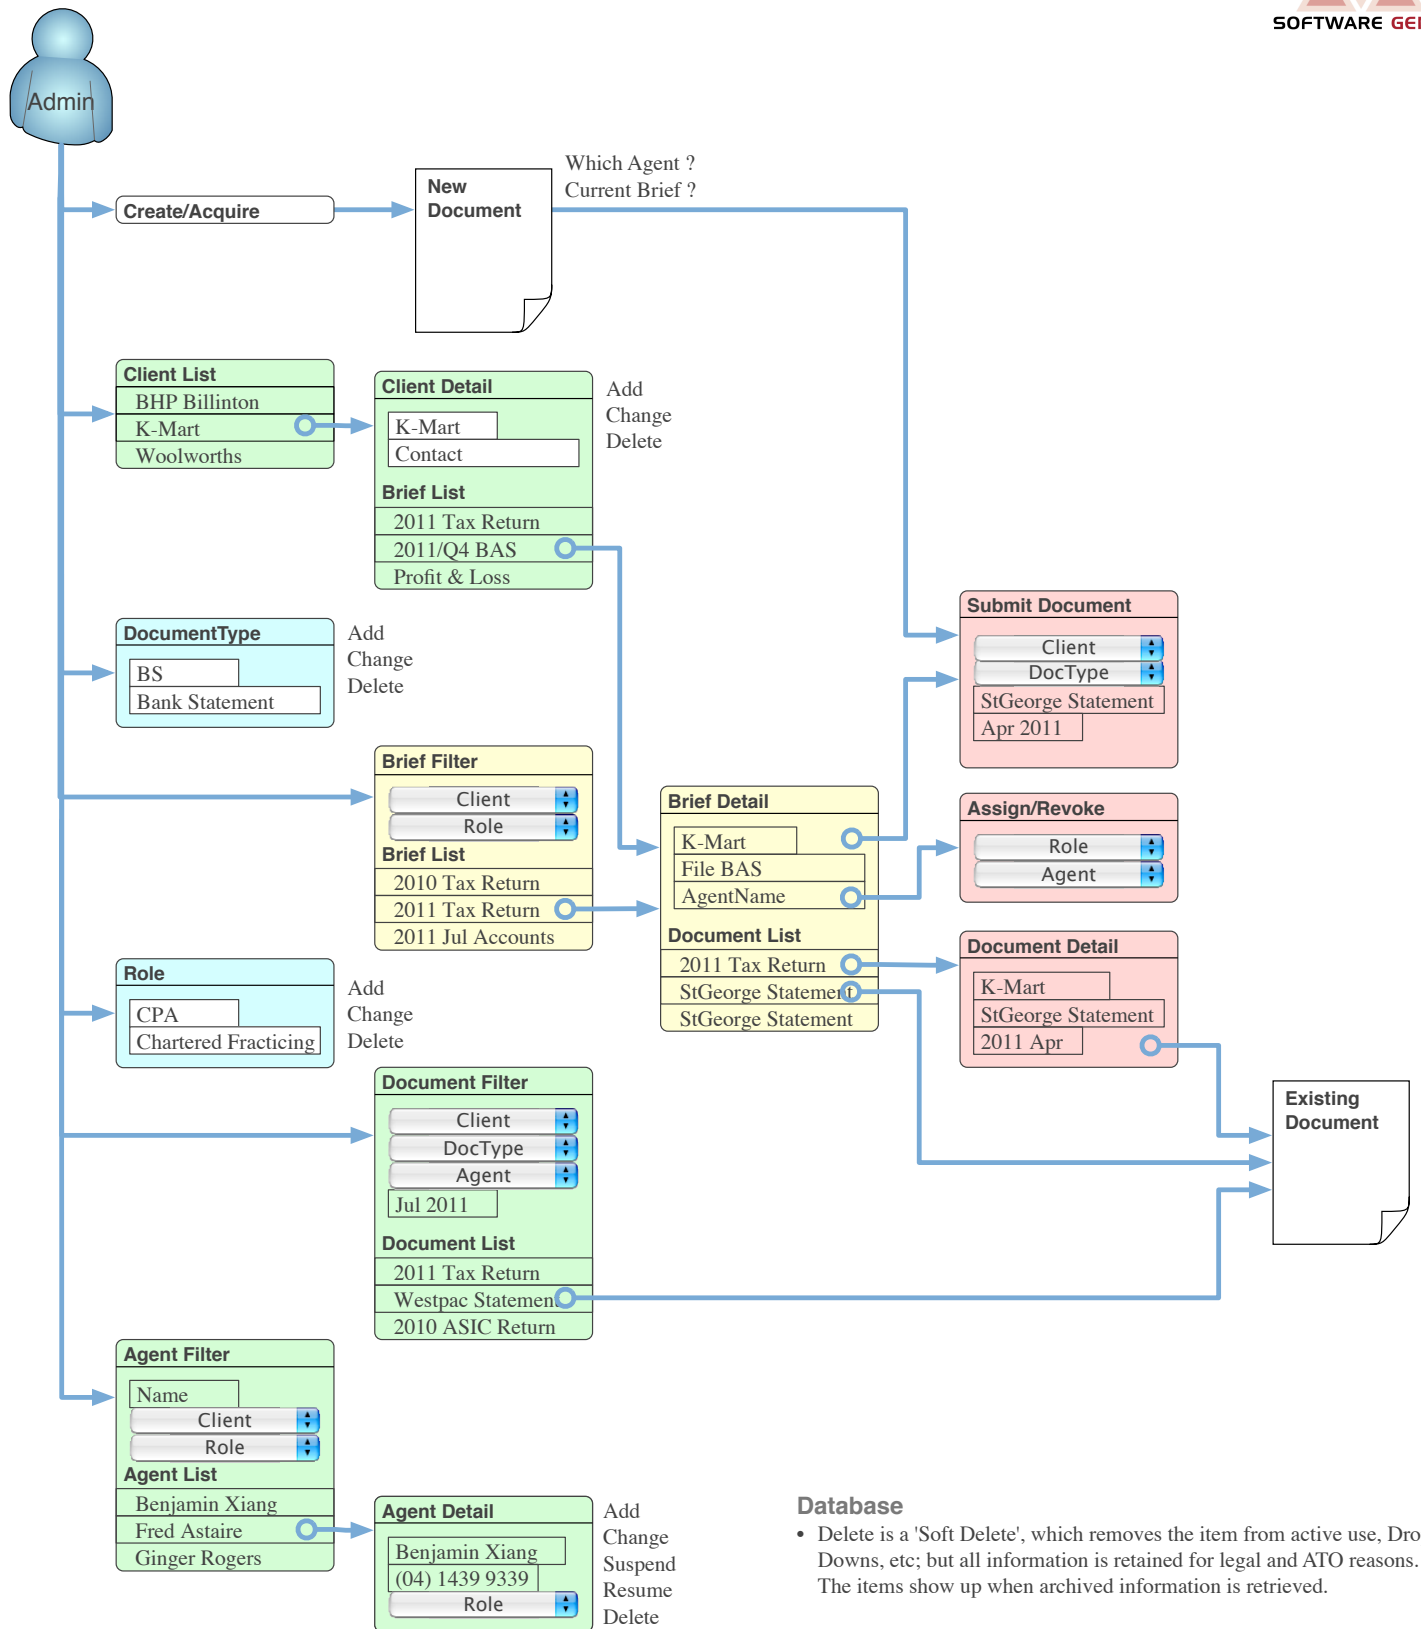 SOFTWARE GE
Admin
Which Agent ?
Current Brief ?
New
Document
Create/Acquire
Client List
BHP Billinton
K-Mart
Woolworths
Client Detail
K-Mart
Contact
Brief List
2011 Tax Return
2011/Q4 BAS
Profit & Loss
Add
Change
Delete
DocumentType
BS
Bank Statement
Add
Change
Delete
Submit Document
Client
DocType
StGeorge Statement
Apr 2011
Brief Filter
Client
Role
Brief List
2010 Tax Return
2011 Tax Return
2011 Jul Accounts
Brief Detail
K-Mart
File BAS
AgentName
Document List
2011 Tax Return
StGeorge Statement
StGeorge Statement
Assign/Revoke
Role
Agent
Document Detail
K-Mart
StGeorge Statement
2011 Apr
Role
CPA
Chartered Fracticing
Add
Change
Delete
Document Filter
Client
DocType
Agent
Jul 2011
Document List
2011 Tax Return
Westpac Statement
2010 ASIC Return
Existing
Document
Agent Filter
Name
Client
Role
Agent List
Benjamin Xiang
Fred Astaire
Ginger Rogers
Agent Detail
Benjamin Xiang
(04) 1439 9339
Role
Add
Change
Suspend
Resume
Delete
Database
• Delete is a 'Soft Delete', which removes the item from active use, Dro
Downs, etc; but all information is retained for legal and ATO reasons.
The items show up when archived information is retrieved.